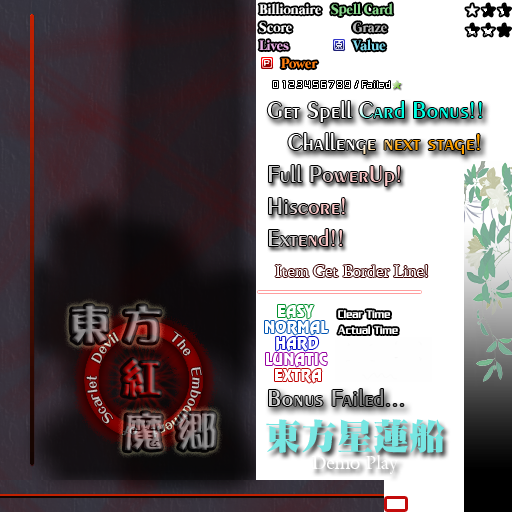 Billionaire Spell Card
Score Graze
Lives Value
P Power
0123456789/Failed
Get Spell Card Bonus!!
Challenge next stage!
Full PowerUp!
Hiscore!
Extend!!
Item Get Border Line!
EASY
NORMAL
HARD
LUNATIC
EXTRA
Clear Time
Actual Time
Bonus Failed...
東方星蓮船
Demo Play
東方
紅
魔郷
Scarlet Devil
The Embodime